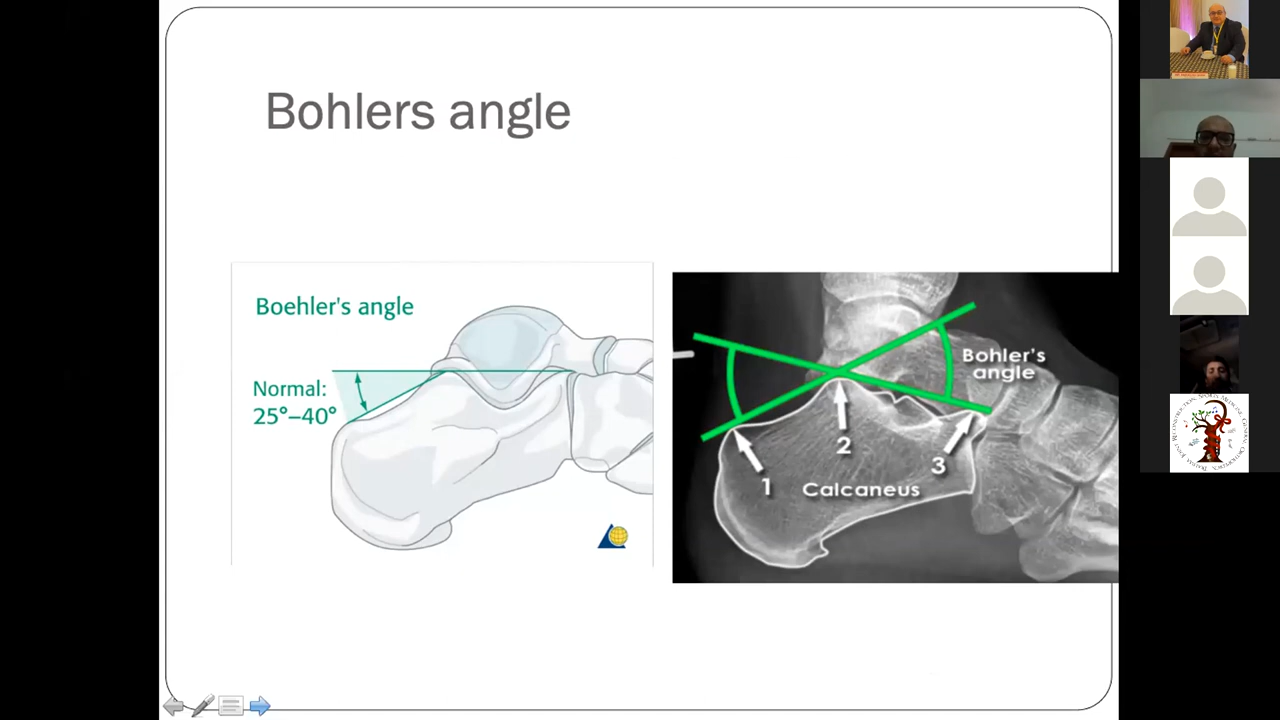 Bohlers angle
Boehler's angle
Normal:
25°–40°
Bohler's
angle
1
2
3
Calcaneus